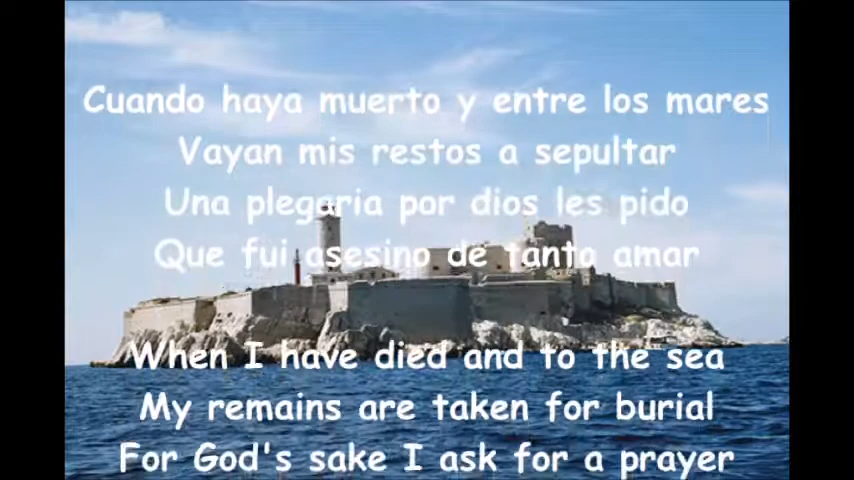 Cuando haya muerto y entre los mares
Vayan mis restos a sepultar
Una plegaria por dios les pido
Que fui asesino de tanto amar
When I have died and to the sea
My remains are taken for burial
For God's sake I ask for a prayer